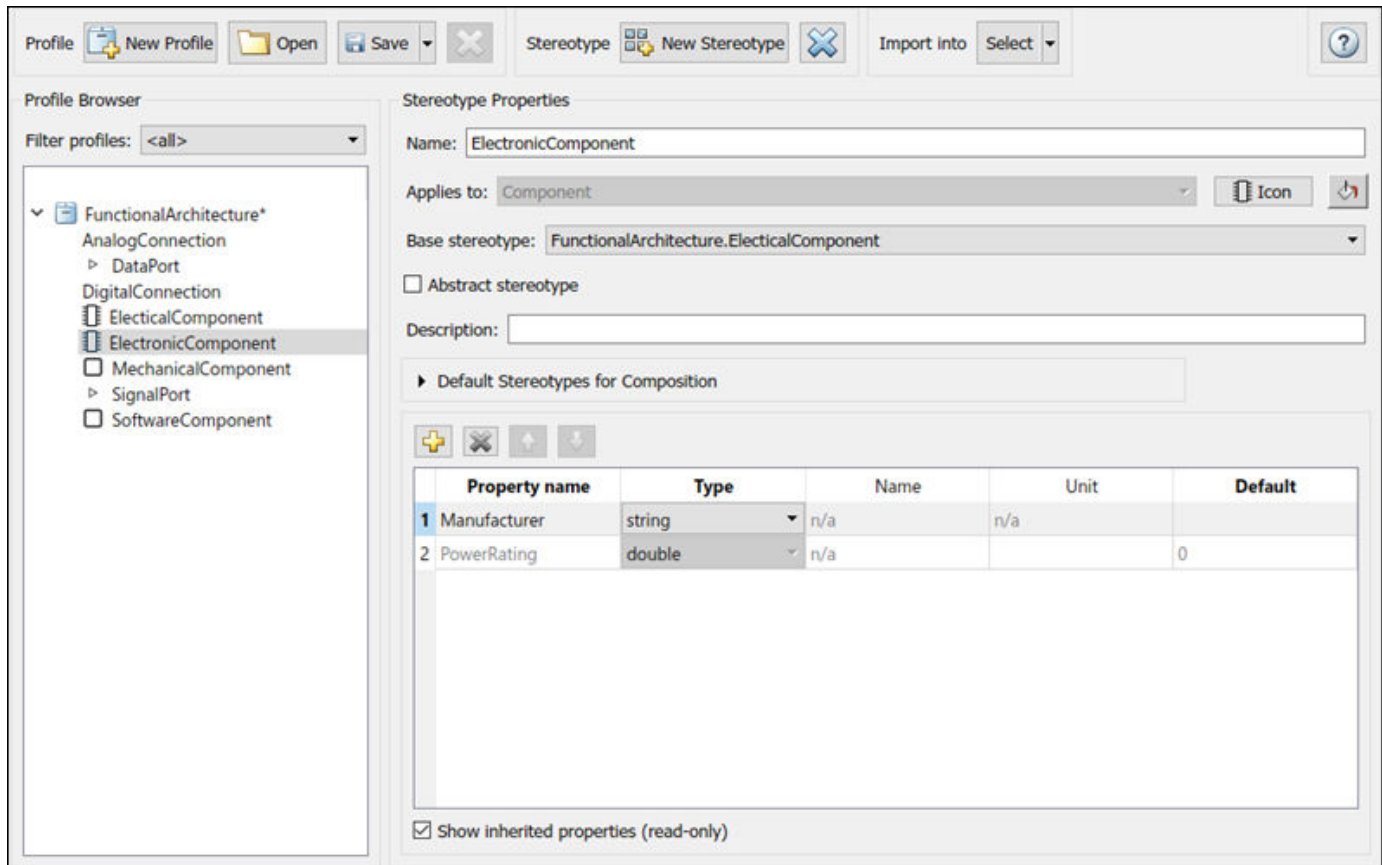 Profile New Profile Open Save Stereotype New Stereotype Import into Select ?
Profile Browser
Filter profiles: <all>
FunctionalArchitecture*
AnalogConnection
DataPort
DigitalConnection
ElecticalComponent
ElectronicComponent
MechanicalComponent
SignalPort
SoftwareComponent
Stereotype Properties
Name: ElectronicComponent
Applies to: Component Icon
Base stereotype: FunctionalArchitecture.ElecticalComponent
Abstract stereotype
Description:
Default Stereotypes for Composition
Property name Type Name Unit Default
1 Manufacturer string n/a n/a
2 PowerRating double n/a 0
Show inherited properties (read-only)